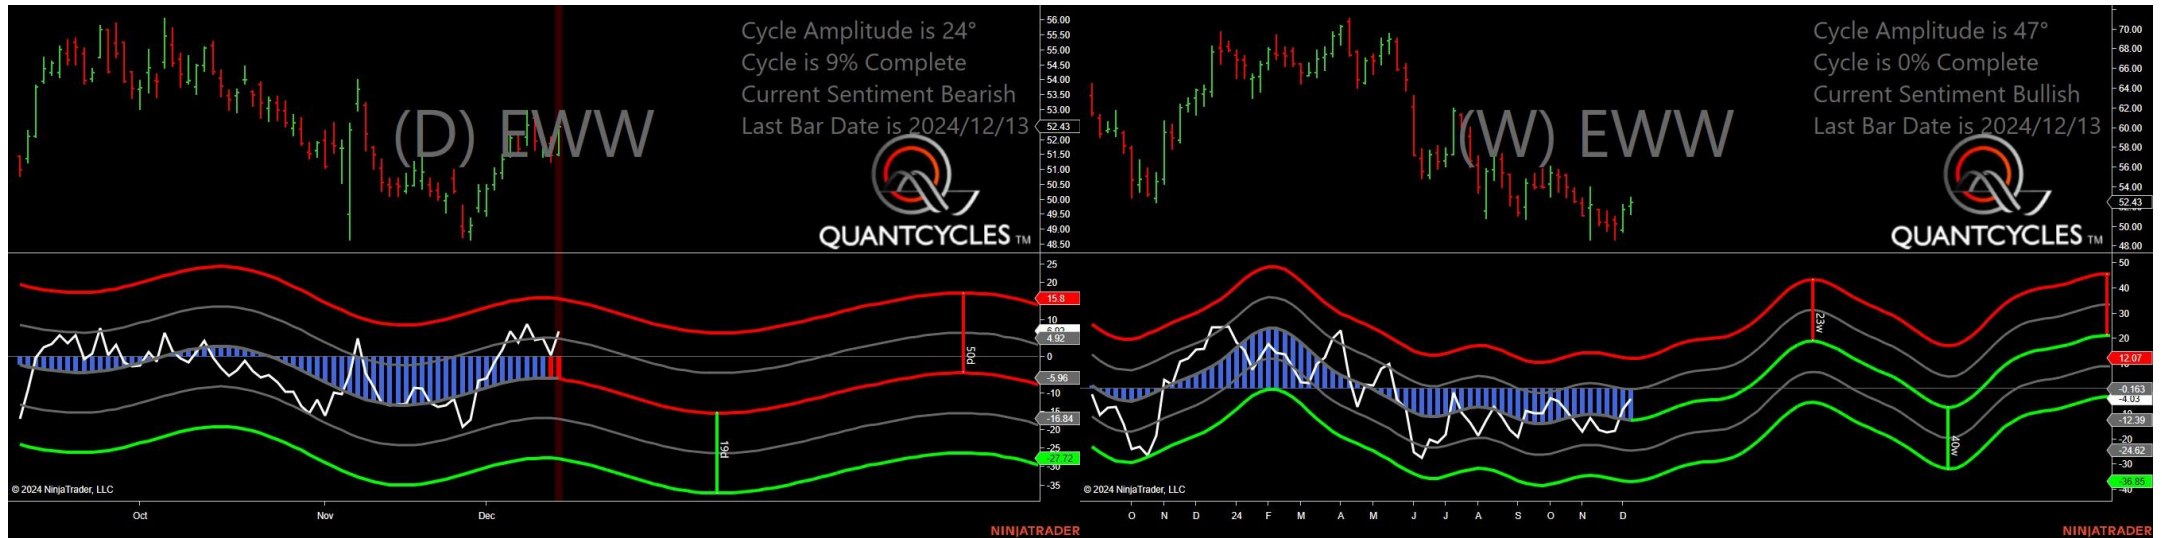 Cycle Amplitude is 24°
Cycle is 9% Complete
Current Sentiment Bearish
Last Bar Date is 2024/12/13
(D) EWW
QUANTCYCLES TM
56.00
55.50
55.00
54.50
54.00
53.50
53.00
52.43
52.00
51.50
51.00
50.50
50.00
49.50
49.00
48.50
25
20
15.8
10
4.92
0
-5.96
-10
-16.84
-20
-27.72
-30
-35
50d
19d
© 2024 NinjaTrader, LLC
Oct
Nov
Dec
NINJATRADER
Cycle Amplitude is 47°
Cycle is 0% Complete
Current Sentiment Bullish
Last Bar Date is 2024/12/13
(W) EWW
QUANTCYCLES TM
70.00
68.00
66.00
64.00
62.00
60.00
58.00
56.00
54.00
52.43
50.00
48.00
50
40
30
20
12.07
-0.163
-4.03
-12.39
-20
-24.62
-30
-36.85
23w
40w
© 2024 NinjaTrader, LLC
O N D 24 F M A M J J A S O N D
NINJATRADER